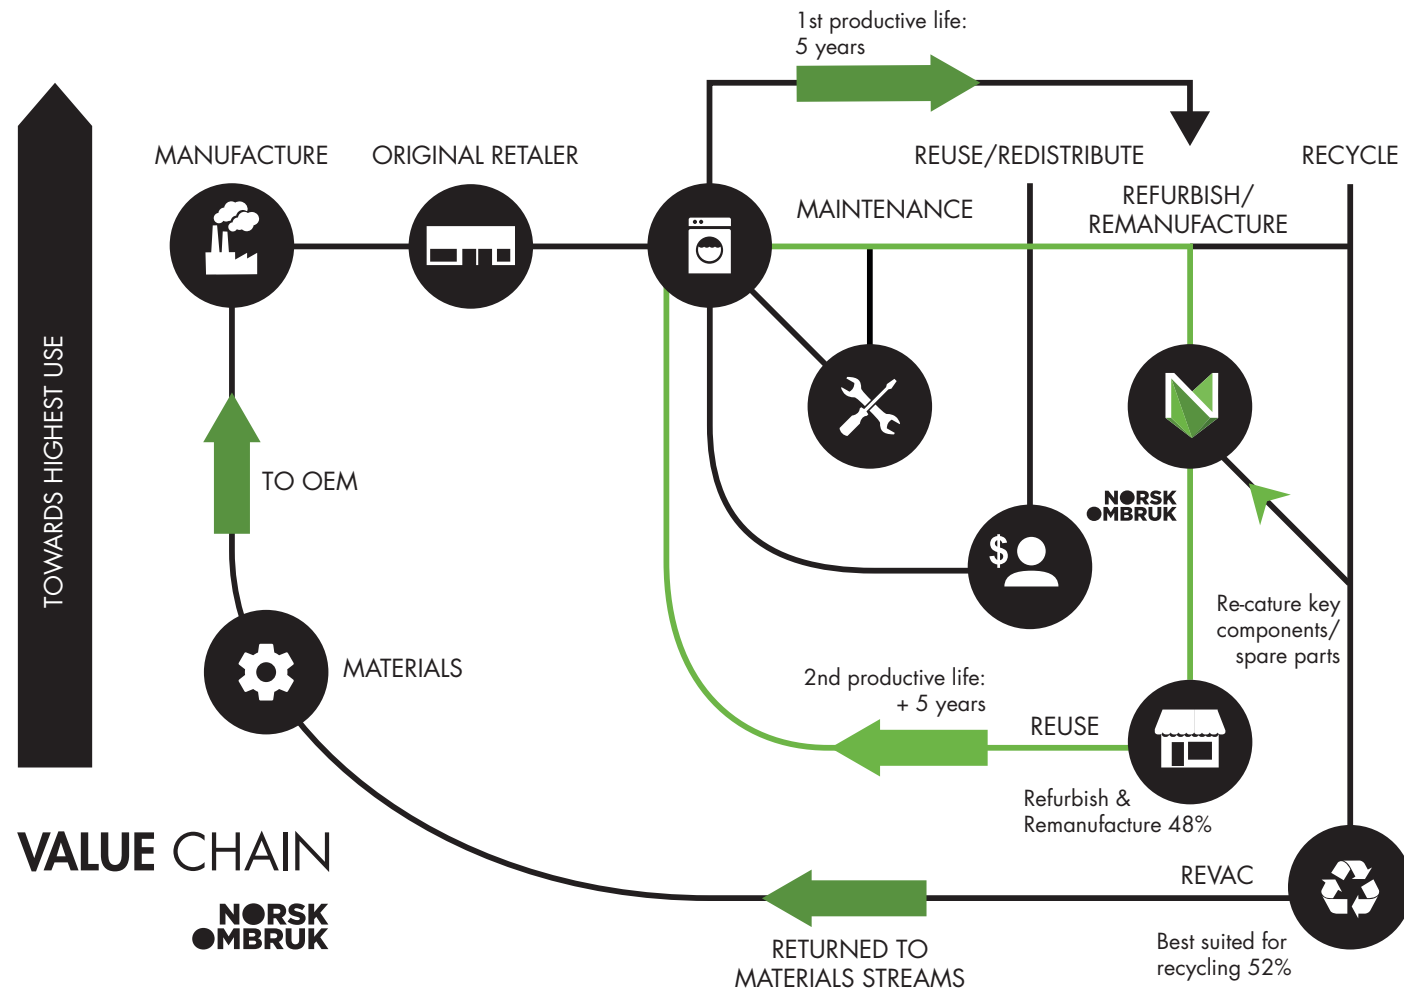 1st productive life:
5 years
MANUFACTURE
ORIGINAL RETALER
REUSE/REDISTRIBUTE
RECYCLE
MAINTENANCE
REFURBISH/
REMANUFACTURE
TOWARDS HIGHEST USE
TO OEM
$
NORSK
OMBRUK
Re-cature key
components/
spare parts
MATERIALS
2nd productive life:
+ 5 years
REUSE
Refurbish &
Remanufacture 48%
VALUE CHAIN
REVAC
NORSK
OMBRUK
Best suited for
recycling 52%
RETURNED TO
MATERIALS STREAMS